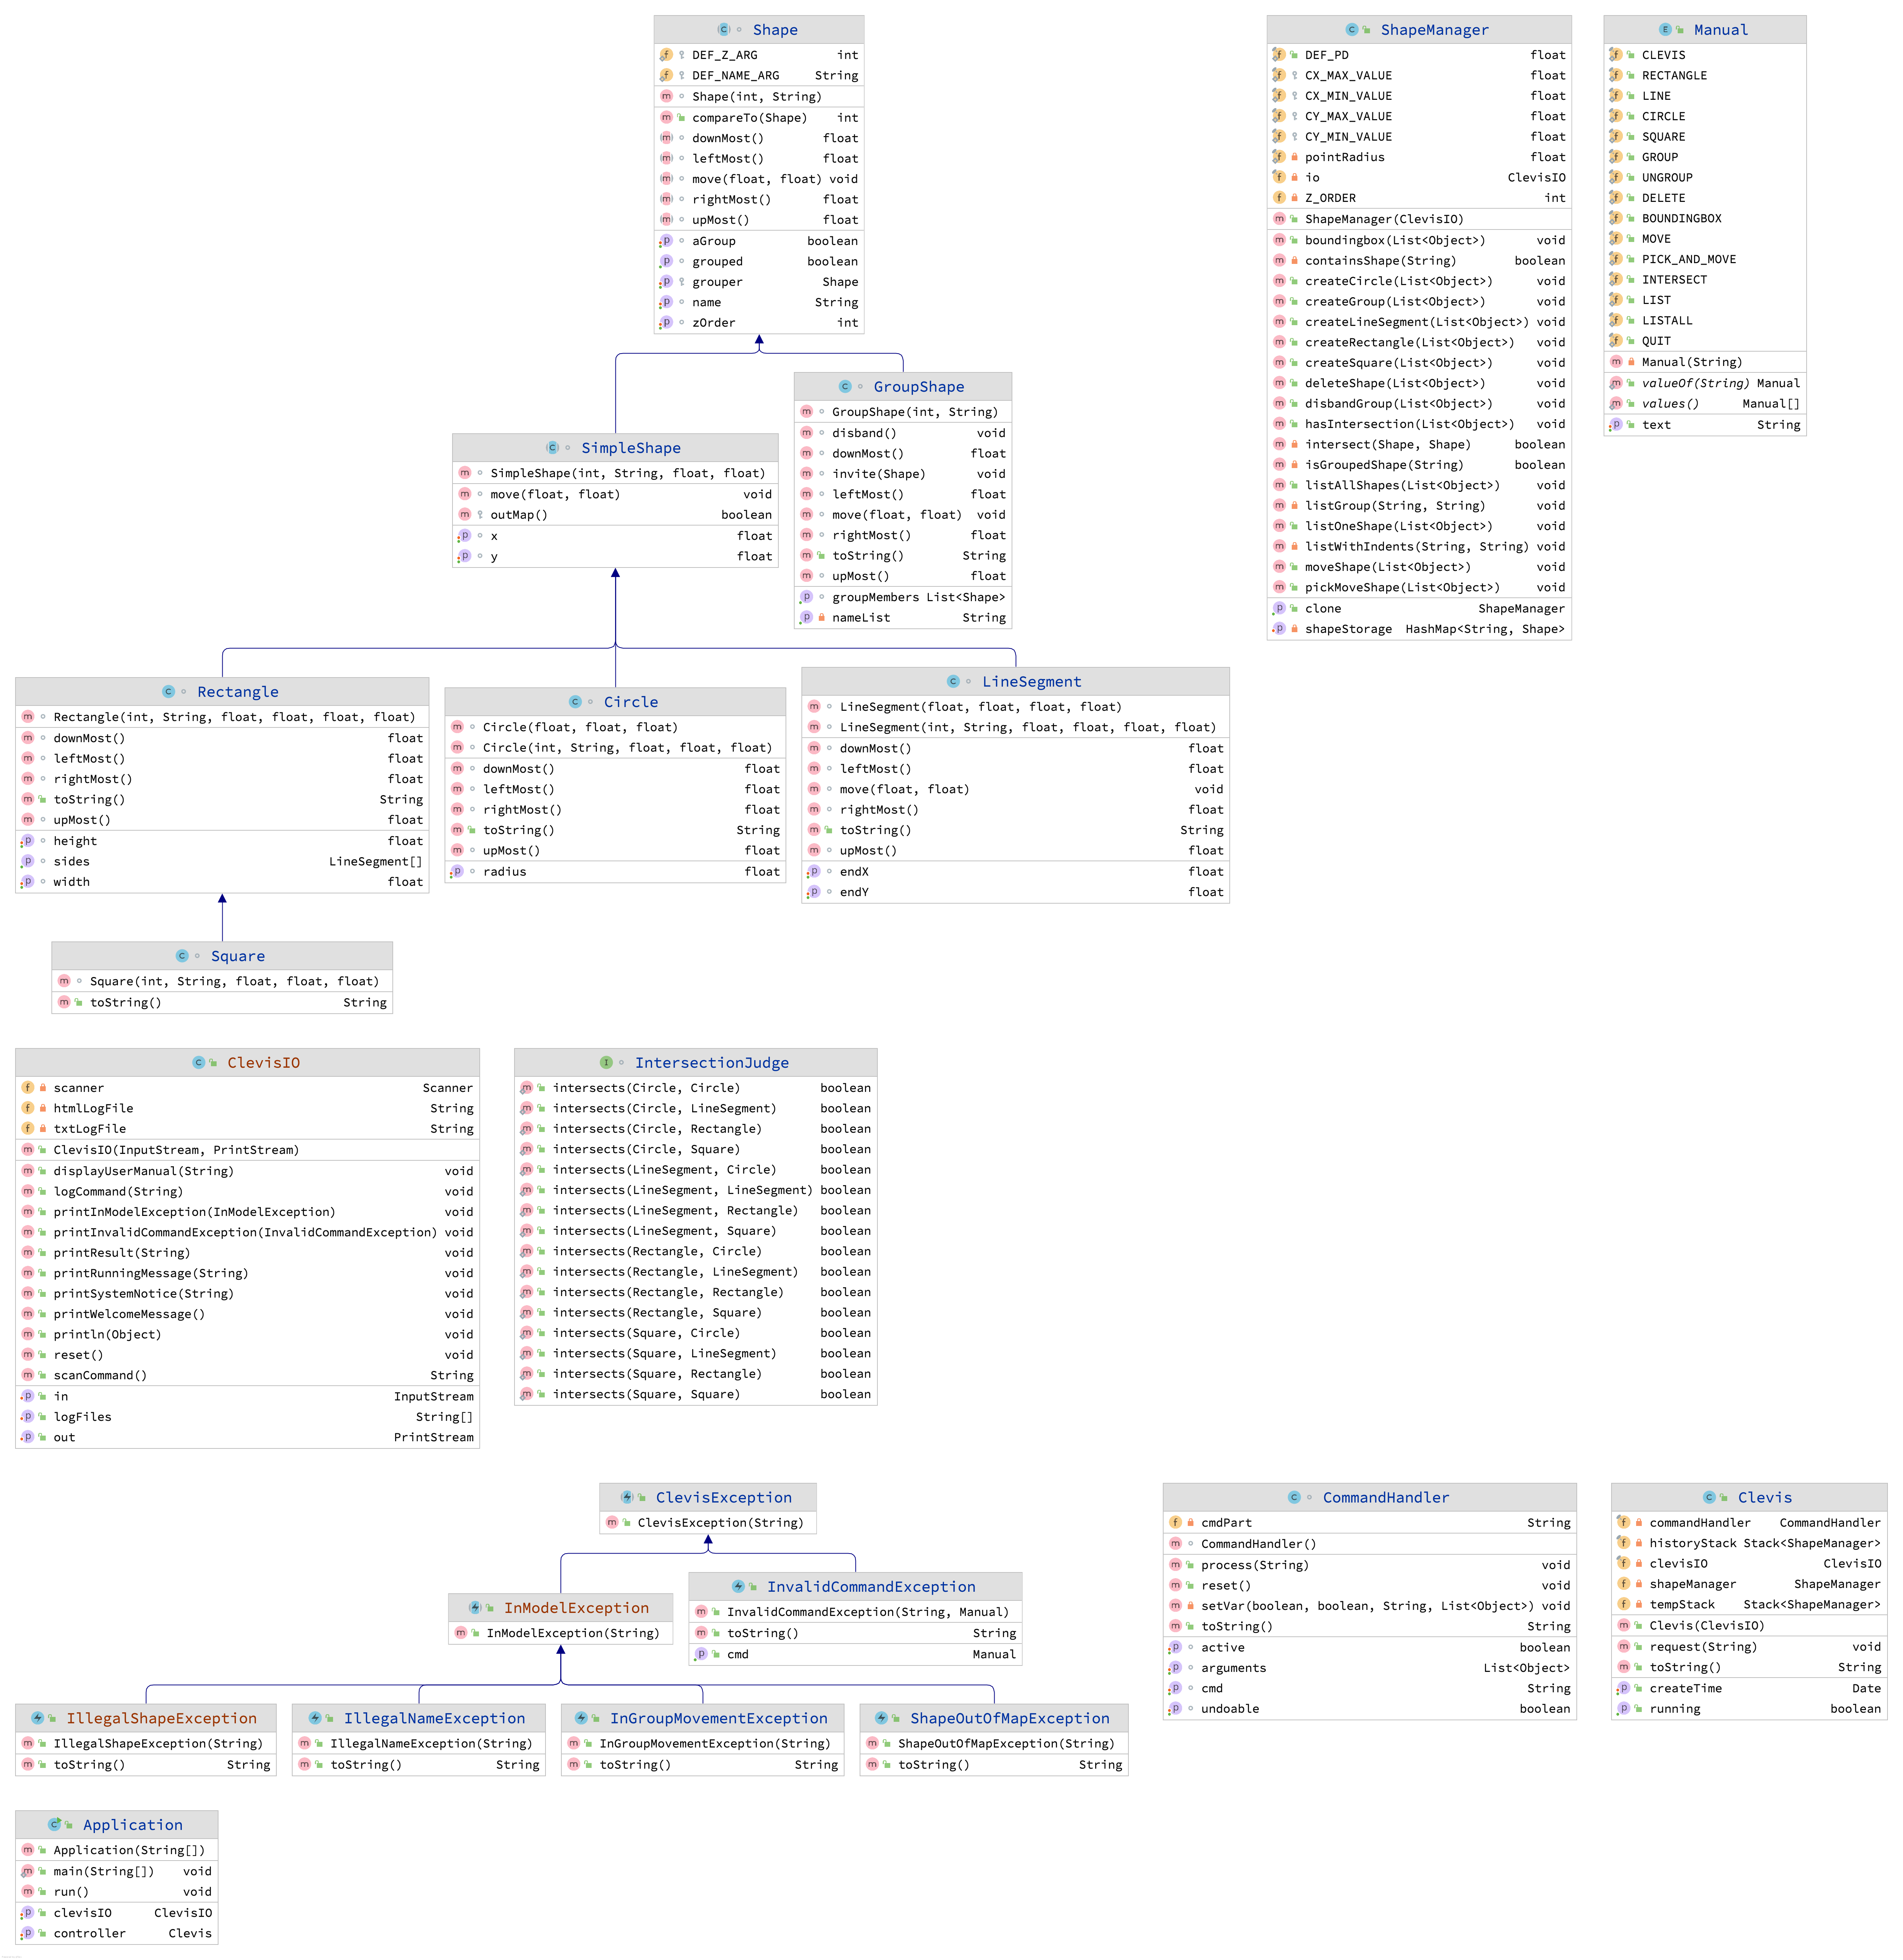 Shape
DEF_Z_ARG int
DEF_NAME_ARG String
Shape(int, String)
compareTo(Shape) int
downMost() float
leftMost() float
move(float, float) void
rightMost() float
upMost() float
aGroup boolean
grouped boolean
grouper Shape
name String
zOrder int
ShapeManager
DEF_PD float
CX_MAX_VALUE float
CX_MIN_VALUE float
CY_MAX_VALUE float
CY_MIN_VALUE float
pointRadius float
io ClevisIO
Z_ORDER int
ShapeManager(ClevisIO)
boundingbox(List<Object>) void
containsShape(String) boolean
createCircle(List<Object>) void
createGroup(List<Object>) void
createLineSegment(List<Object>) void
createRectangle(List<Object>) void
createSquare(List<Object>) void
deleteShape(List<Object>) void
disbandGroup(List<Object>) void
hasIntersection(List<Object>) void
intersect(Shape, Shape) boolean
isGroupedShape(String) boolean
listAllShapes(List<Object>) void
listGroup(String, String) void
listOneShape(List<Object>) void
listWithIndents(String, String) void
moveShape(List<Object>) void
pickMoveShape(List<Object>) void
clone ShapeManager
shapeStorage HashMap<String, Shape>
Manual
CLEVIS
RECTANGLE
LINE
CIRCLE
SQUARE
GROUP
UNGROUP
DELETE
BOUNDINGBOX
MOVE
PICK_AND_MOVE
INTERSECT
LIST
LISTALL
QUIT
Manual(String)
valueOf(String) Manual
values() Manual[]
text String
GroupShape
GroupShape(int, String)
disband() void
downMost() float
invite(Shape) void
leftMost() float
move(float, float) void
rightMost() float
toString() String
upMost() float
groupMembers List<Shape>
nameList String
SimpleShape
SimpleShape(int, String, float, float)
move(float, float) void
outMap() boolean
x float
y float
Rectangle
Rectangle(int, String, float, float, float, float)
downMost() float
leftMost() float
rightMost() float
toString() String
upMost() float
height float
sides LineSegment[]
width float
Circle
Circle(float, float, float)
Circle(int, String, float, float, float)
downMost() float
leftMost() float
rightMost() float
toString() String
upMost() float
radius float
LineSegment
LineSegment(float, float, float, float)
LineSegment(int, String, float, float, float, float)
downMost() float
leftMost() float
move(float, float) void
rightMost() float
toString() String
upMost() float
endX float
endY float
Square
Square(int, String, float, float, float)
toString() String
ClevisIO
scanner Scanner
htmlLogFile String
txtLogFile String
ClevisIO(InputStream, PrintStream)
displayUserManual(String) void
logCommand(String) void
printInModelException(InModelException) void
printInvalidCommandException(InvalidCommandException) void
printResult(String) void
printRunningMessage(String) void
printSystemNotice(String) void
printWelcomeMessage() void
println(Object) void
reset() void
scanCommand() String
in InputStream
logFiles String[]
out PrintStream
IntersectionJudge
intersects(Circle, Circle) boolean
intersects(Circle, LineSegment) boolean
intersects(Circle, Rectangle) boolean
intersects(Circle, Square) boolean
intersects(LineSegment, Circle) boolean
intersects(LineSegment, LineSegment) boolean
intersects(LineSegment, Rectangle) boolean
intersects(LineSegment, Square) boolean
intersects(Rectangle, Circle) boolean
intersects(Rectangle, LineSegment) boolean
intersects(Rectangle, Rectangle) boolean
intersects(Rectangle, Square) boolean
intersects(Square, Circle) boolean
intersects(Square, LineSegment) boolean
intersects(Square, Rectangle) boolean
intersects(Square, Square) boolean
ClevisException
ClevisException(String)
InModelException
InModelException(String)
InvalidCommandException
InvalidCommandException(String, Manual)
toString() String
cmd Manual
CommandHandler
cmdPart String
CommandHandler()
process(String) void
reset() void
setVar(boolean, boolean, String, List<Object>) void
toString() String
active boolean
arguments List<Object>
cmd String
undoable boolean
Clevis
commandHandler CommandHandler
historyStack Stack<ShapeManager>
clevisIO ClevisIO
shapeManager ShapeManager
tempStack Stack<ShapeManager>
Clevis(ClevisIO)
request(String) void
toString() String
createTime Date
running boolean
IllegalShapeException
IllegalShapeException(String)
toString() String
IllegalNameException
IllegalNameException(String)
toString() String
InGroupMovementException
InGroupMovementException(String)
toString() String
ShapeOutOfMapException
ShapeOutOfMapException(String)
toString() String
Application
Application(String[])
main(String[]) void
run() void
clevisIO ClevisIO
controller Clevis